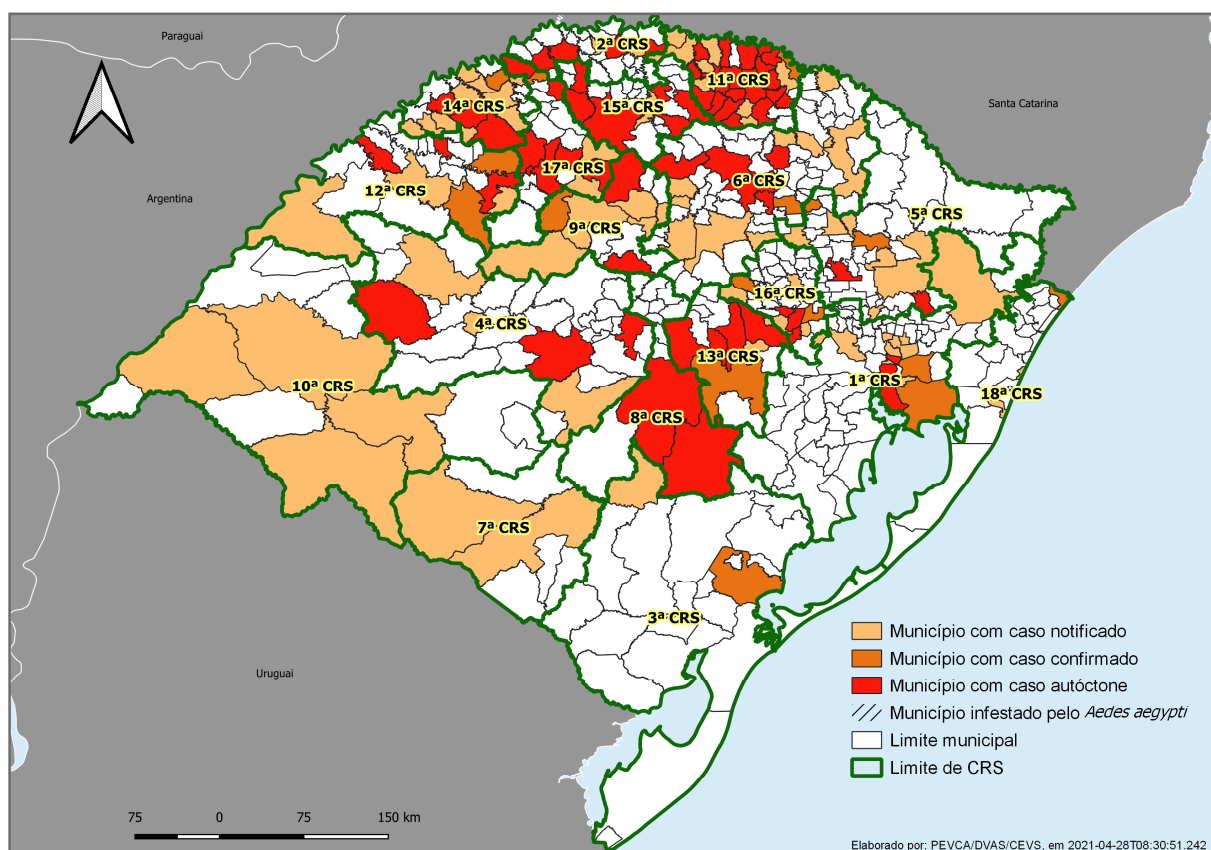 Paraguai
Santa Catarina
Argentina
Uruguai
2ª CRS
11ª CRS
14ª CRS
15ª CRS
17ª CRS
6ª CRS
12ª CRS
5ª CRS
9ª CRS
16ª CRS
4ª CRS
13ª CRS
10ª CRS
1ª CRS
18ª CRS
8ª CRS
7ª CRS
3ª CRS
Município com caso notificado
Município com caso confirmado
Município com caso autóctone
Município infestado pelo Aedes aegypti
Limite municipal
Limite de CRS
75 0 75 150 km
Elaborado por: PEVCA/DVAS/CEVS, em 2021-04-28T08:30:51.242